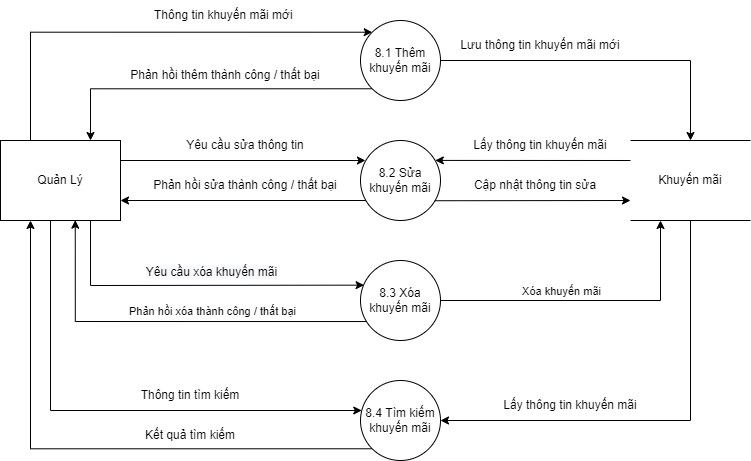 Thông tin khuyến mãi mới
8.1 Thêm
khuyến mãi
Lưu thông tin khuyến mãi mới
Phản hồi thêm thành công / thất bại
Quản Lý
Yêu cầu sửa thông tin
8.2 Sửa
khuyến mãi
Lấy thông tin khuyến mãi
Phản hồi sửa thành công / thất bại
Cập nhật thông tin sửa
Khuyến mãi
Yêu cầu xóa khuyến mãi
8.3 Xóa
khuyến mãi
Xóa khuyến mãi
Phản hồi xóa thành công / thất bại
Thông tin tìm kiếm
8.4 Tìm kiếm
khuyến mãi
Lấy thông tin khuyến mãi
Kết quả tìm kiếm